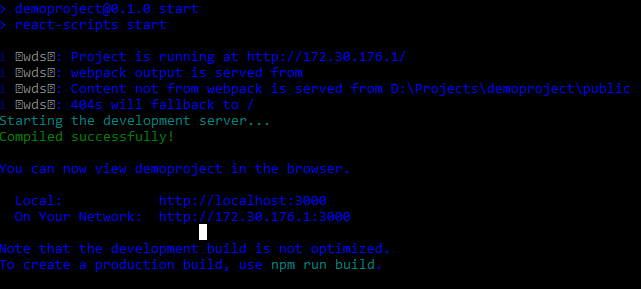 > demoproject@0.1.0 start
> react-scripts start
i ｢wds｣: Project is running at http://172.30.176.1/
i ｢wds｣: webpack output is served from
i ｢wds｣: Content not from webpack is served from D:\Projects\demoproject\public
i ｢wds｣: 404s will fallback to /
Starting the development server...
Compiled successfully!
You can now view demoproject in the browser.
Local: http://localhost:3000
On Your Network: http://172.30.176.1:3000
Note that the development build is not optimized.
To create a production build, use npm run build.